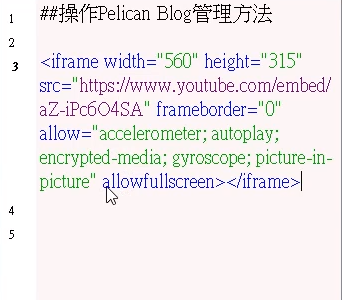 1 ##操作Pelican Blog管理方法
2
3 <iframe width="560" height="315"
src="https://www.youtube.com/embed/
aZ-iPc6O4SA" frameborder="0"
allow="accelerometer; autoplay;
encrypted-media; gyroscope; picture-in-
picture" allowfullscreen></iframe>
4
5